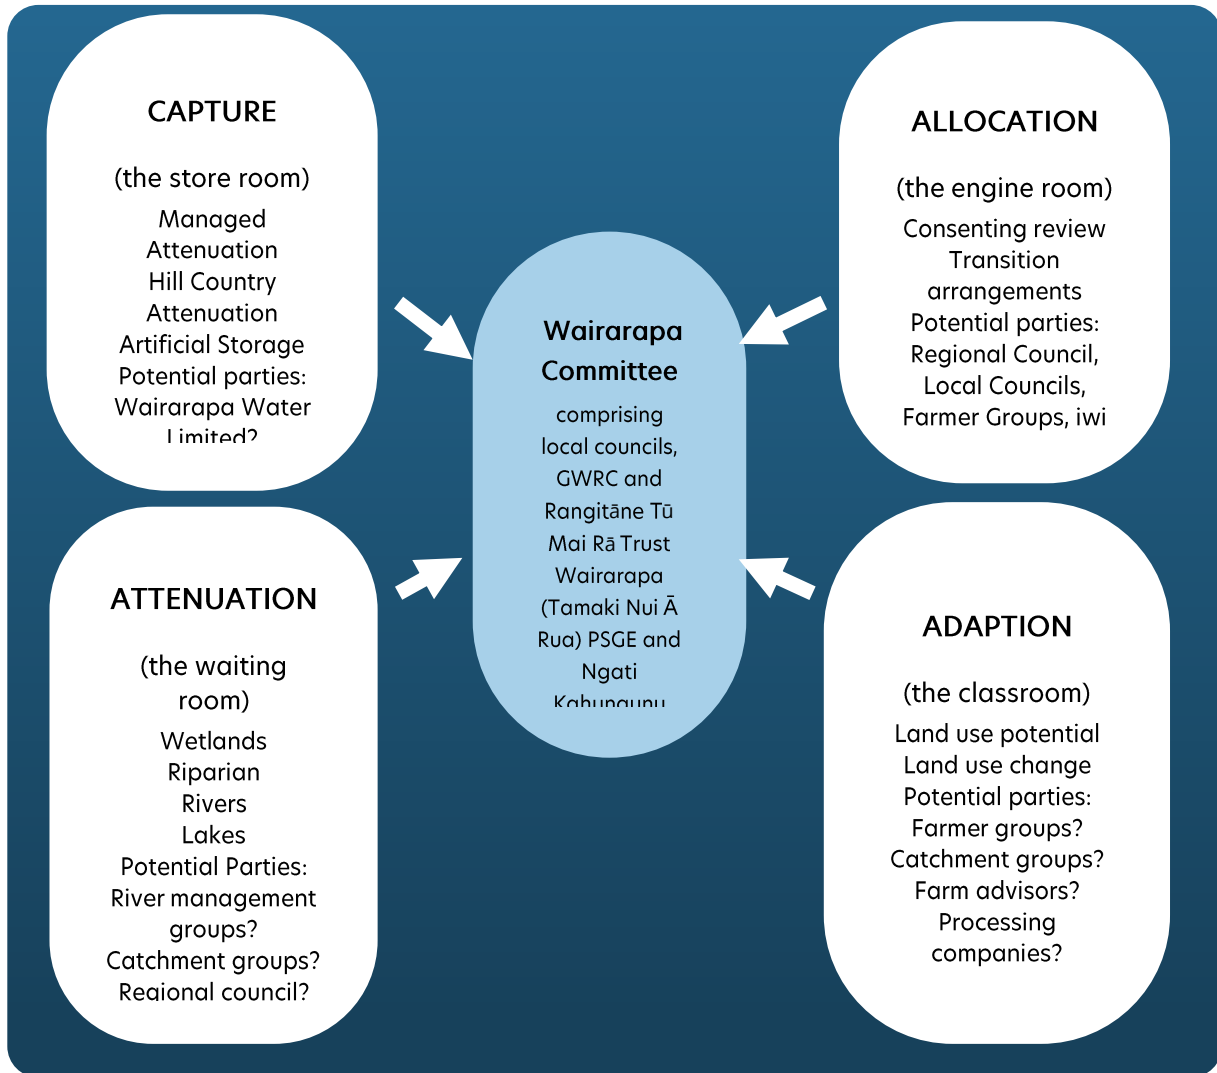 CAPTURE
(the store room)
Managed
Attenuation
Hill Country
Attenuation
Artificial Storage
Potential parties:
Wairarapa Water
Limited?
ATTENUATION
(the waiting
room)
Wetlands
Riparian
Rivers
Lakes
Potential Parties:
River management
groups?
Catchment groups?
Regional council?
Wairarapa
Committee
comprising
local councils,
GWRC and
Rangitāne Tū
Mai Rā Trust
Wairarapa
(Tamaki Nui Ā
Rua) PSGE and
Ngati
Kahungunu
ALLOCATION
(the engine room)
Consenting review
Transition
arrangements
Potential parties:
Regional Council,
Local Councils,
Farmer Groups, iwi
ADAPTION
(the classroom)
Land use potential
Land use change
Potential parties:
Farmer groups?
Catchment groups?
Farm advisors?
Processing
companies?